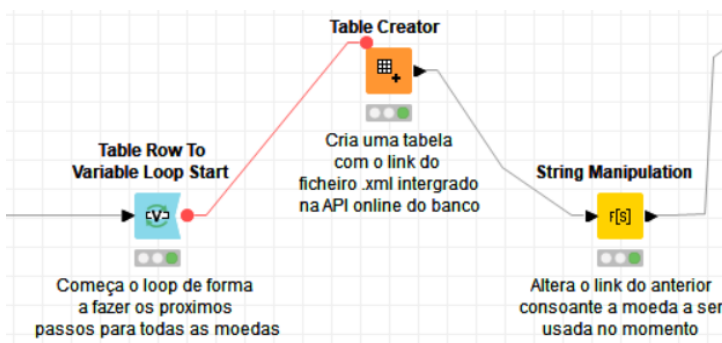 Table Creator
Cria uma tabela
com o link do
ficheiro .xml intergrado
na API online do banco
Table Row To
Variable Loop Start
V
Começa o loop de forma
a fazer os proximos
passos para todas as moedas
String Manipulation
F[S]
Altera o link do anterior
consoante a moeda a ser
usada no momento